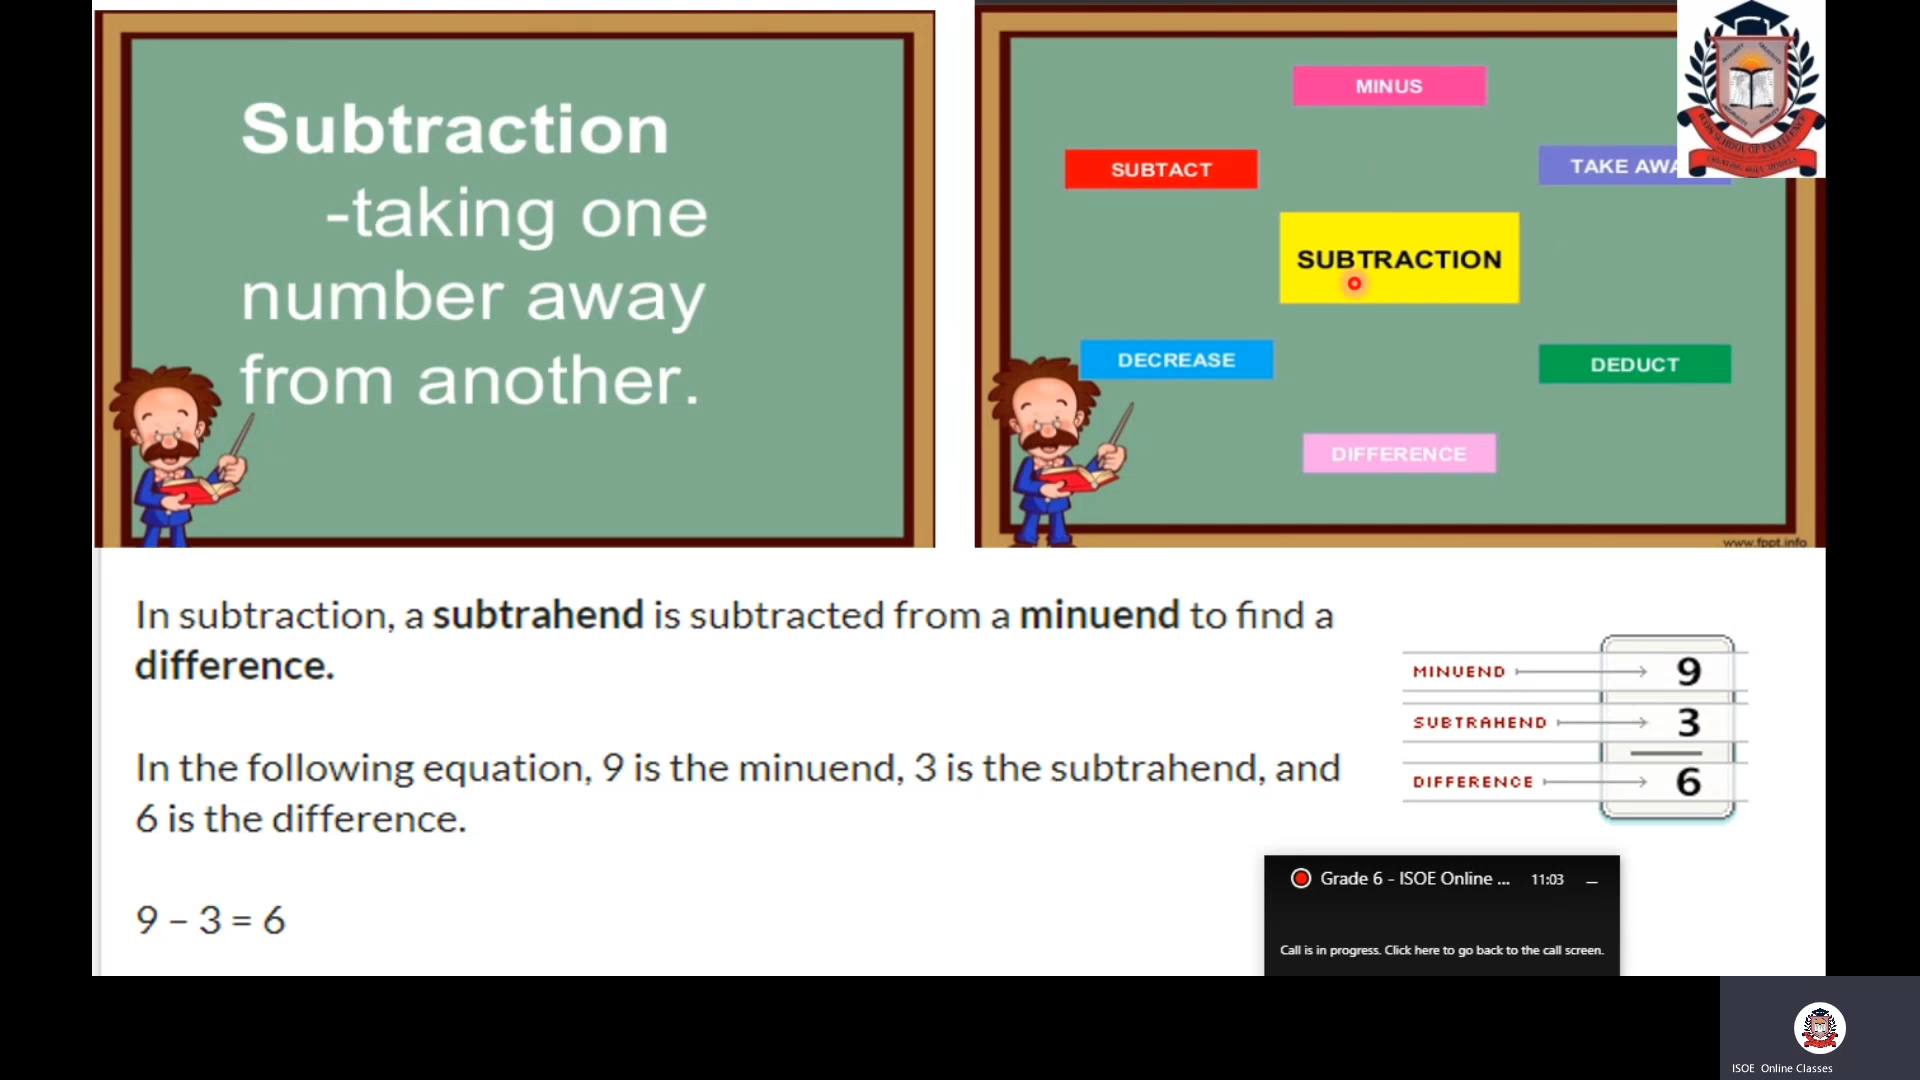 Subtraction
-taking one
number away
from another.
MINUS
SUBTACT
TAKE AWA
SUBTRACTION
DECREASE
DEDUCT
DIFFERENCE
www.fppt.info
SCHOOL OF EXCELLENCE
In subtraction, a subtrahend is subtracted from a minuend to find a
difference.
MINUEND 9
SUBTRAHEND 3
DIFFERENCE 6
In the following equation, 9 is the minuend, 3 is the subtrahend, and
6 is the difference.
9 – 3 = 6
Grade 6 - ISOE Online ... 11:03
Call is in progress. Click here to go back to the call screen.
ISOE Online Classes